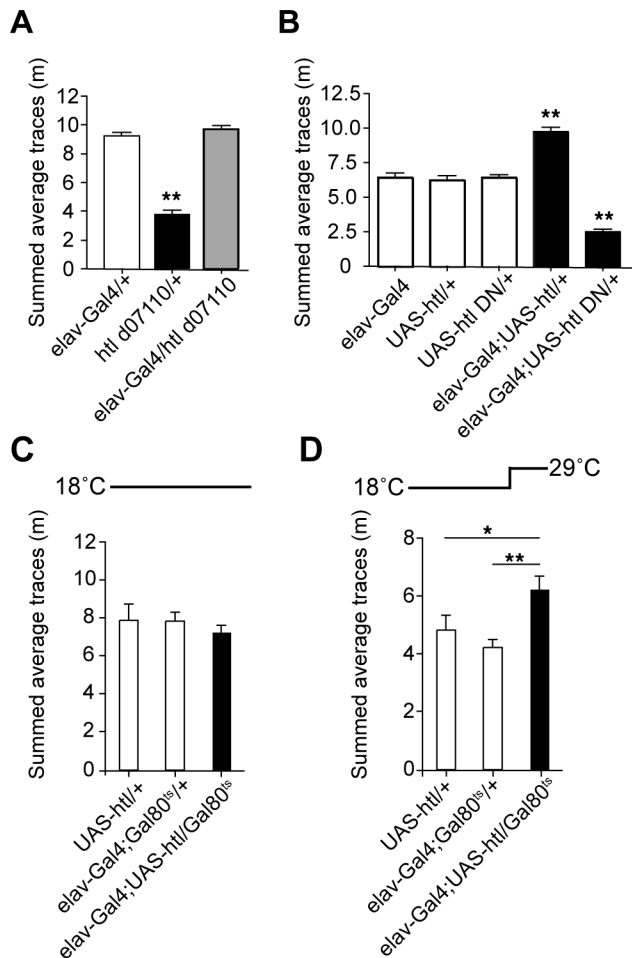 A
Summed average traces (m)
12
10
8
6
4
2
0
**
elav-Gal4/+
htl d07110/+
elav-Gal4/htl d07110
B
Summed average traces (m)
12.5
10.0
7.5
5.0
2.5
0
**
**
elav-Gal4
UAS-htl/+
UAS-htl DN/+
elav-Gal4;UAS-htl/+
elav-Gal4;UAS-htl DN/+
C
18˚C
Summed average traces (m)
12
10
8
6
4
2
0
UAS-htl/+
elav-Gal4;Gal80ts/+
elav-Gal4;UAS-htl/Gal80ts
D
18˚C
29˚C
Summed average traces (m)
8
6
4
2
0
*
**
UAS-htl/+
elav-Gal4;Gal80ts/+
elav-Gal4;UAS-htl/Gal80ts